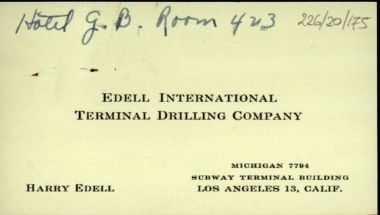 Hotel G. B. Room 423
226/20/175
EDELL INTERNATIONAL
TERMINAL DRILLING COMPANY
MICHIGAN 7794
SUBWAY TERMINAL BUILDING
HARRY EDELL LOS ANGELES 13, CALIF.